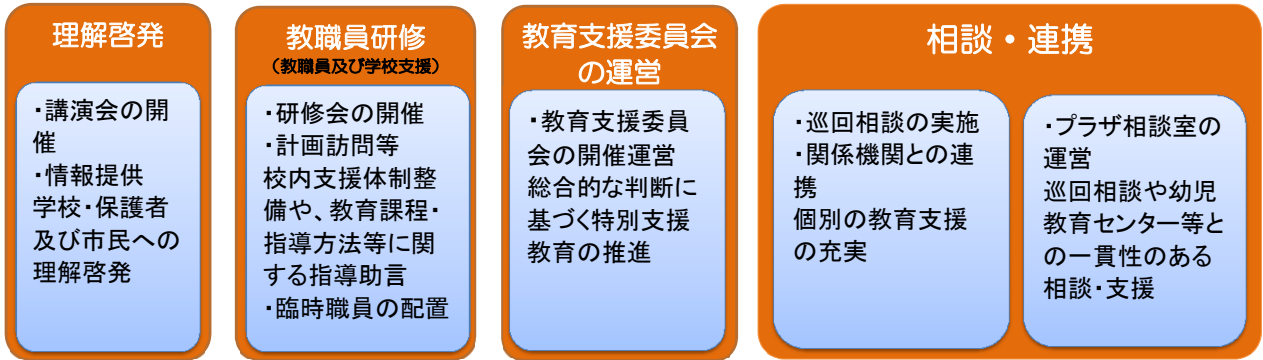 理解啓発
・講演会の開
催
・情報提供
学校・保護者
及び市民への
理解啓発
教職員研修
（教職員及び学校支援）
・研修会の開催
・計画訪問等
校内支援体制整
備や、教育課程・
指導方法等に関
する指導助言
・臨時職員の配置
教育支援委員会
の運営
・教育支援委員
会の開催運営
総合的な判断に
基づく特別支援
教育の推進
相談・連携
・巡回相談の実施
・関係機関との連
携
個別の教育支援
の充実
・プラザ相談室の
運営
巡回相談や幼児
教育センター等と
の一貫性のある
相談・支援